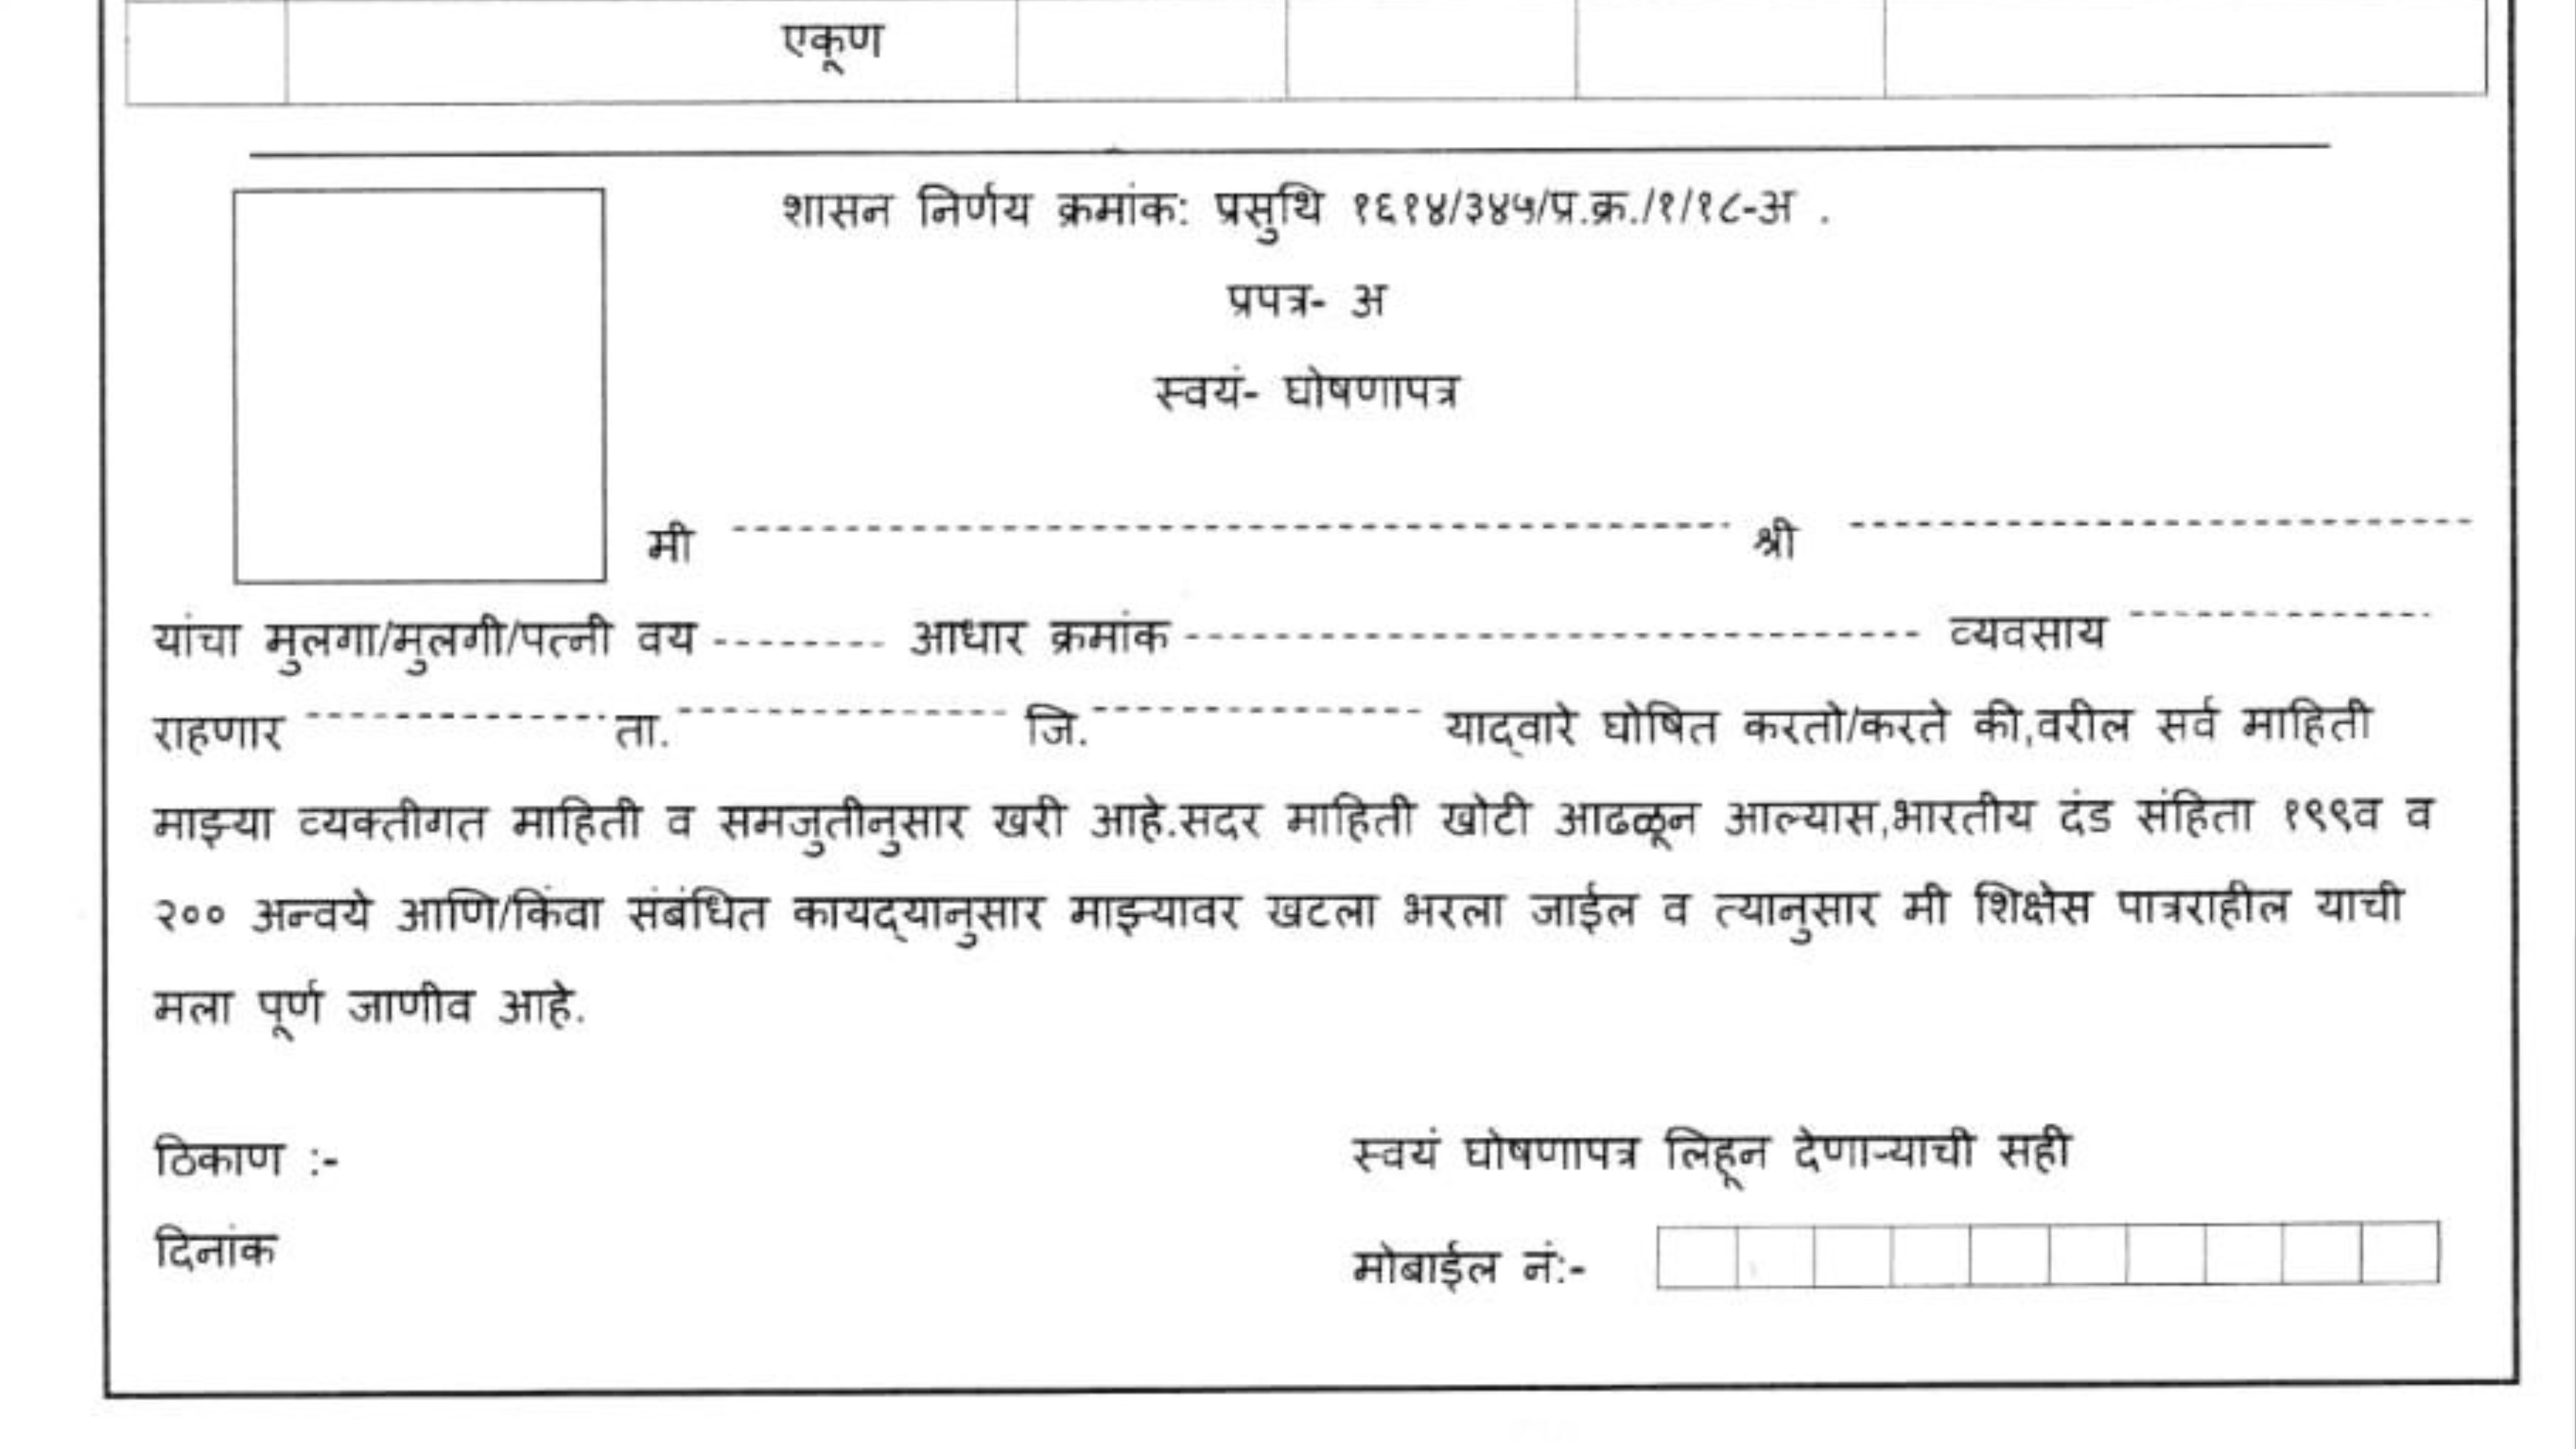 एकूण
शासन निर्णय क्रमांक: प्रसुथि १६१४/३४५/प्र.क्र./१/१८-अ .
प्रपत्र- अ
स्वयं- घोषणापत्र
मी ---------------------------------------- श्री -------------------------
यांचा मुलगा/मुलगी/पत्नी वय -------- आधार क्रमांक ------------------------------ व्यवसाय ------------
राहणार ------------ ता. ------------- जि. ------------- याद्वारे घोषित करतो/करते की,वरील सर्व माहिती
माझ्या व्यक्तीगत माहिती व समजुतीनुसार खरी आहे.सदर माहिती खोटी आढळून आल्यास,भारतीय दंड संहिता १९९व व
२०० अन्वये आणि/किंवा संबंधित कायद्यानुसार माझ्यावर खटला भरला जाईल व त्यानुसार मी शिक्षेस पात्रराहील याची
मला पूर्ण जाणीव आहे.
ठिकाण :-
स्वयं घोषणापत्र लिहून देणाऱ्याची सही
दिनांक
मोबाईल नं:-